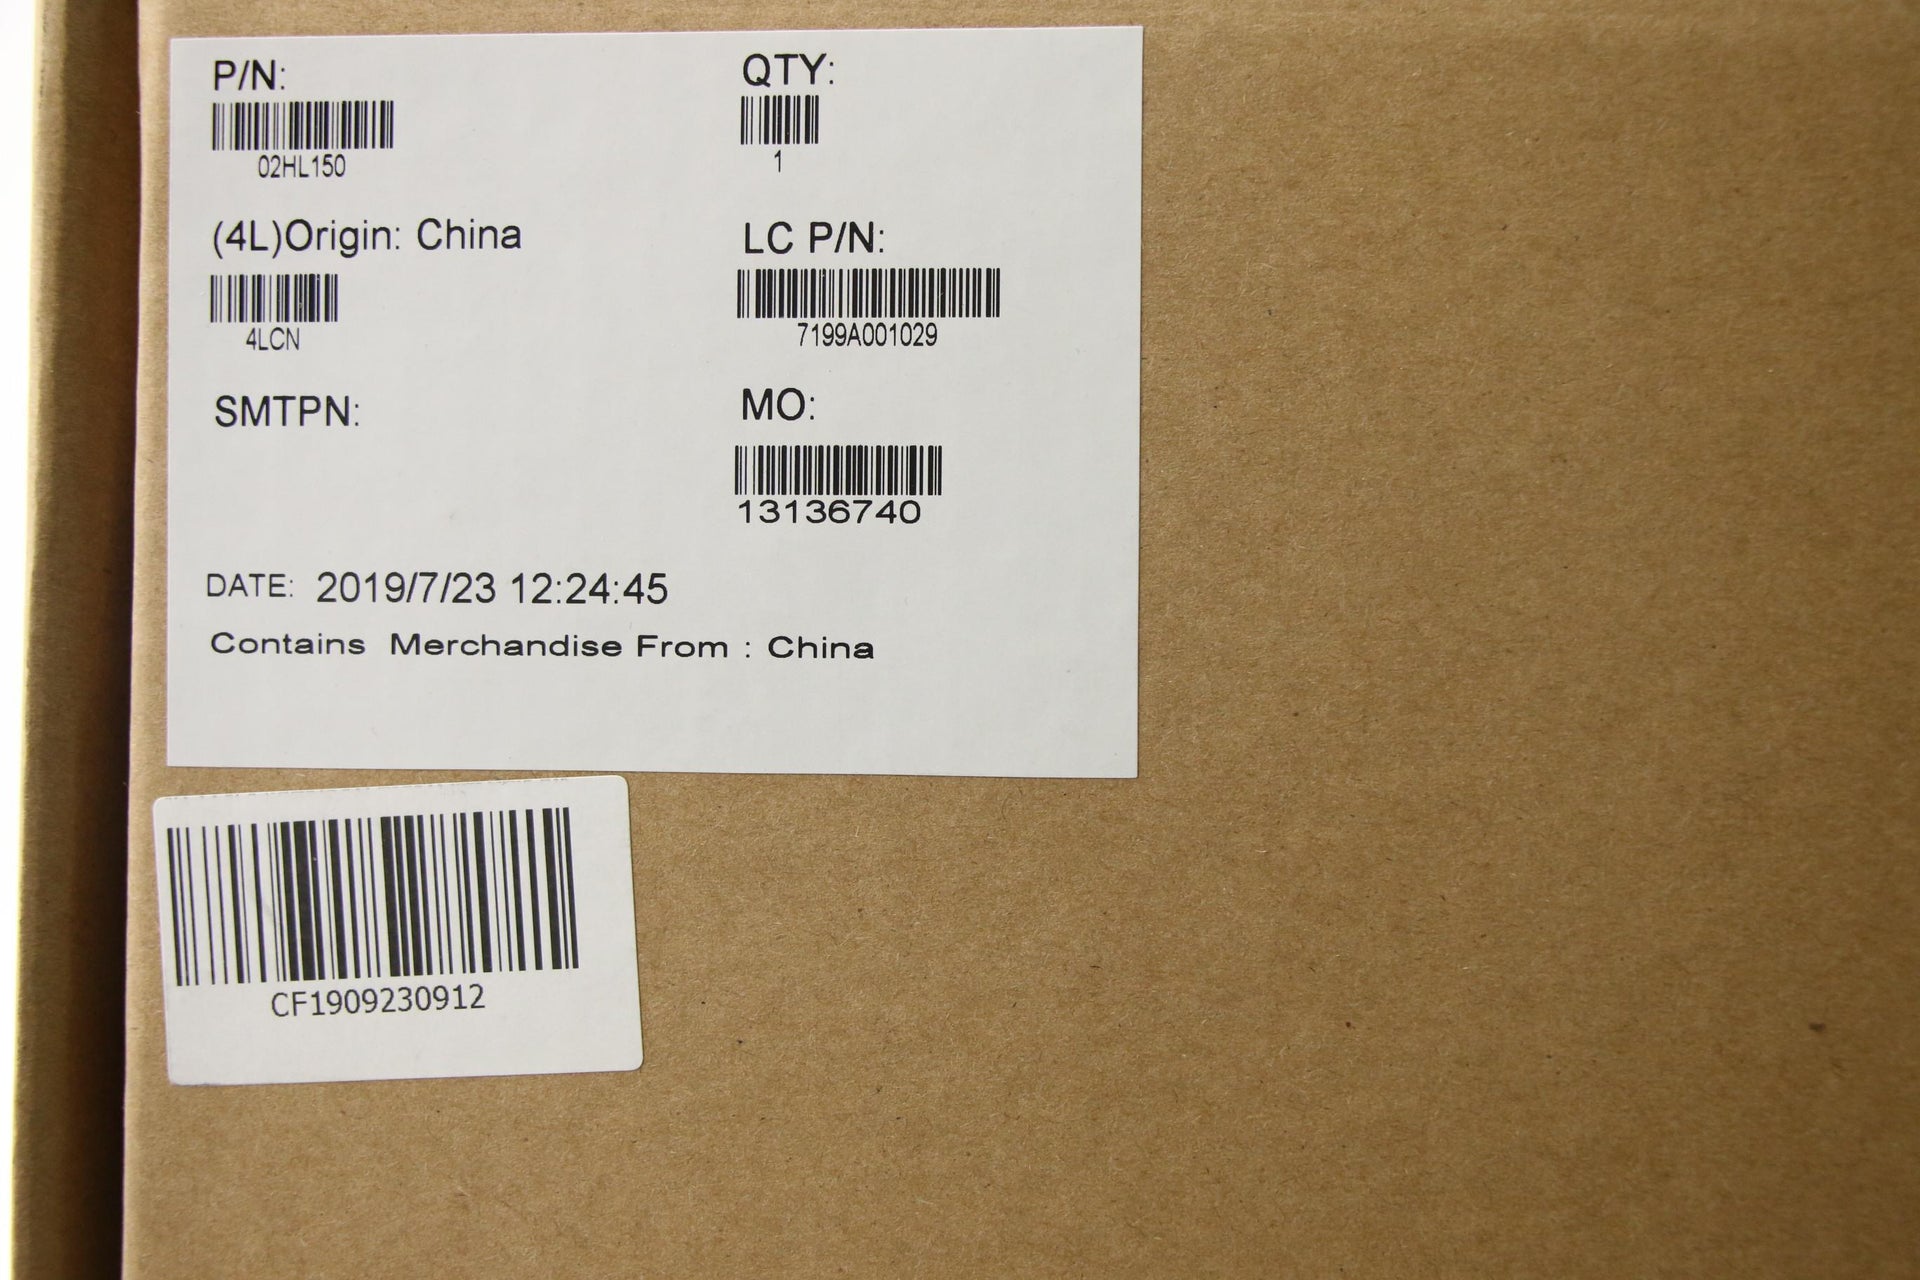 P/N:
QTY:
02HL150
1
(4L)Origin: China
LC P/N:
4LCN
7199A001029
SMTPN:
MO:
13136740
DATE: 2019/7/23 12:24:45
Contains Merchandise From : China
CF1909230912